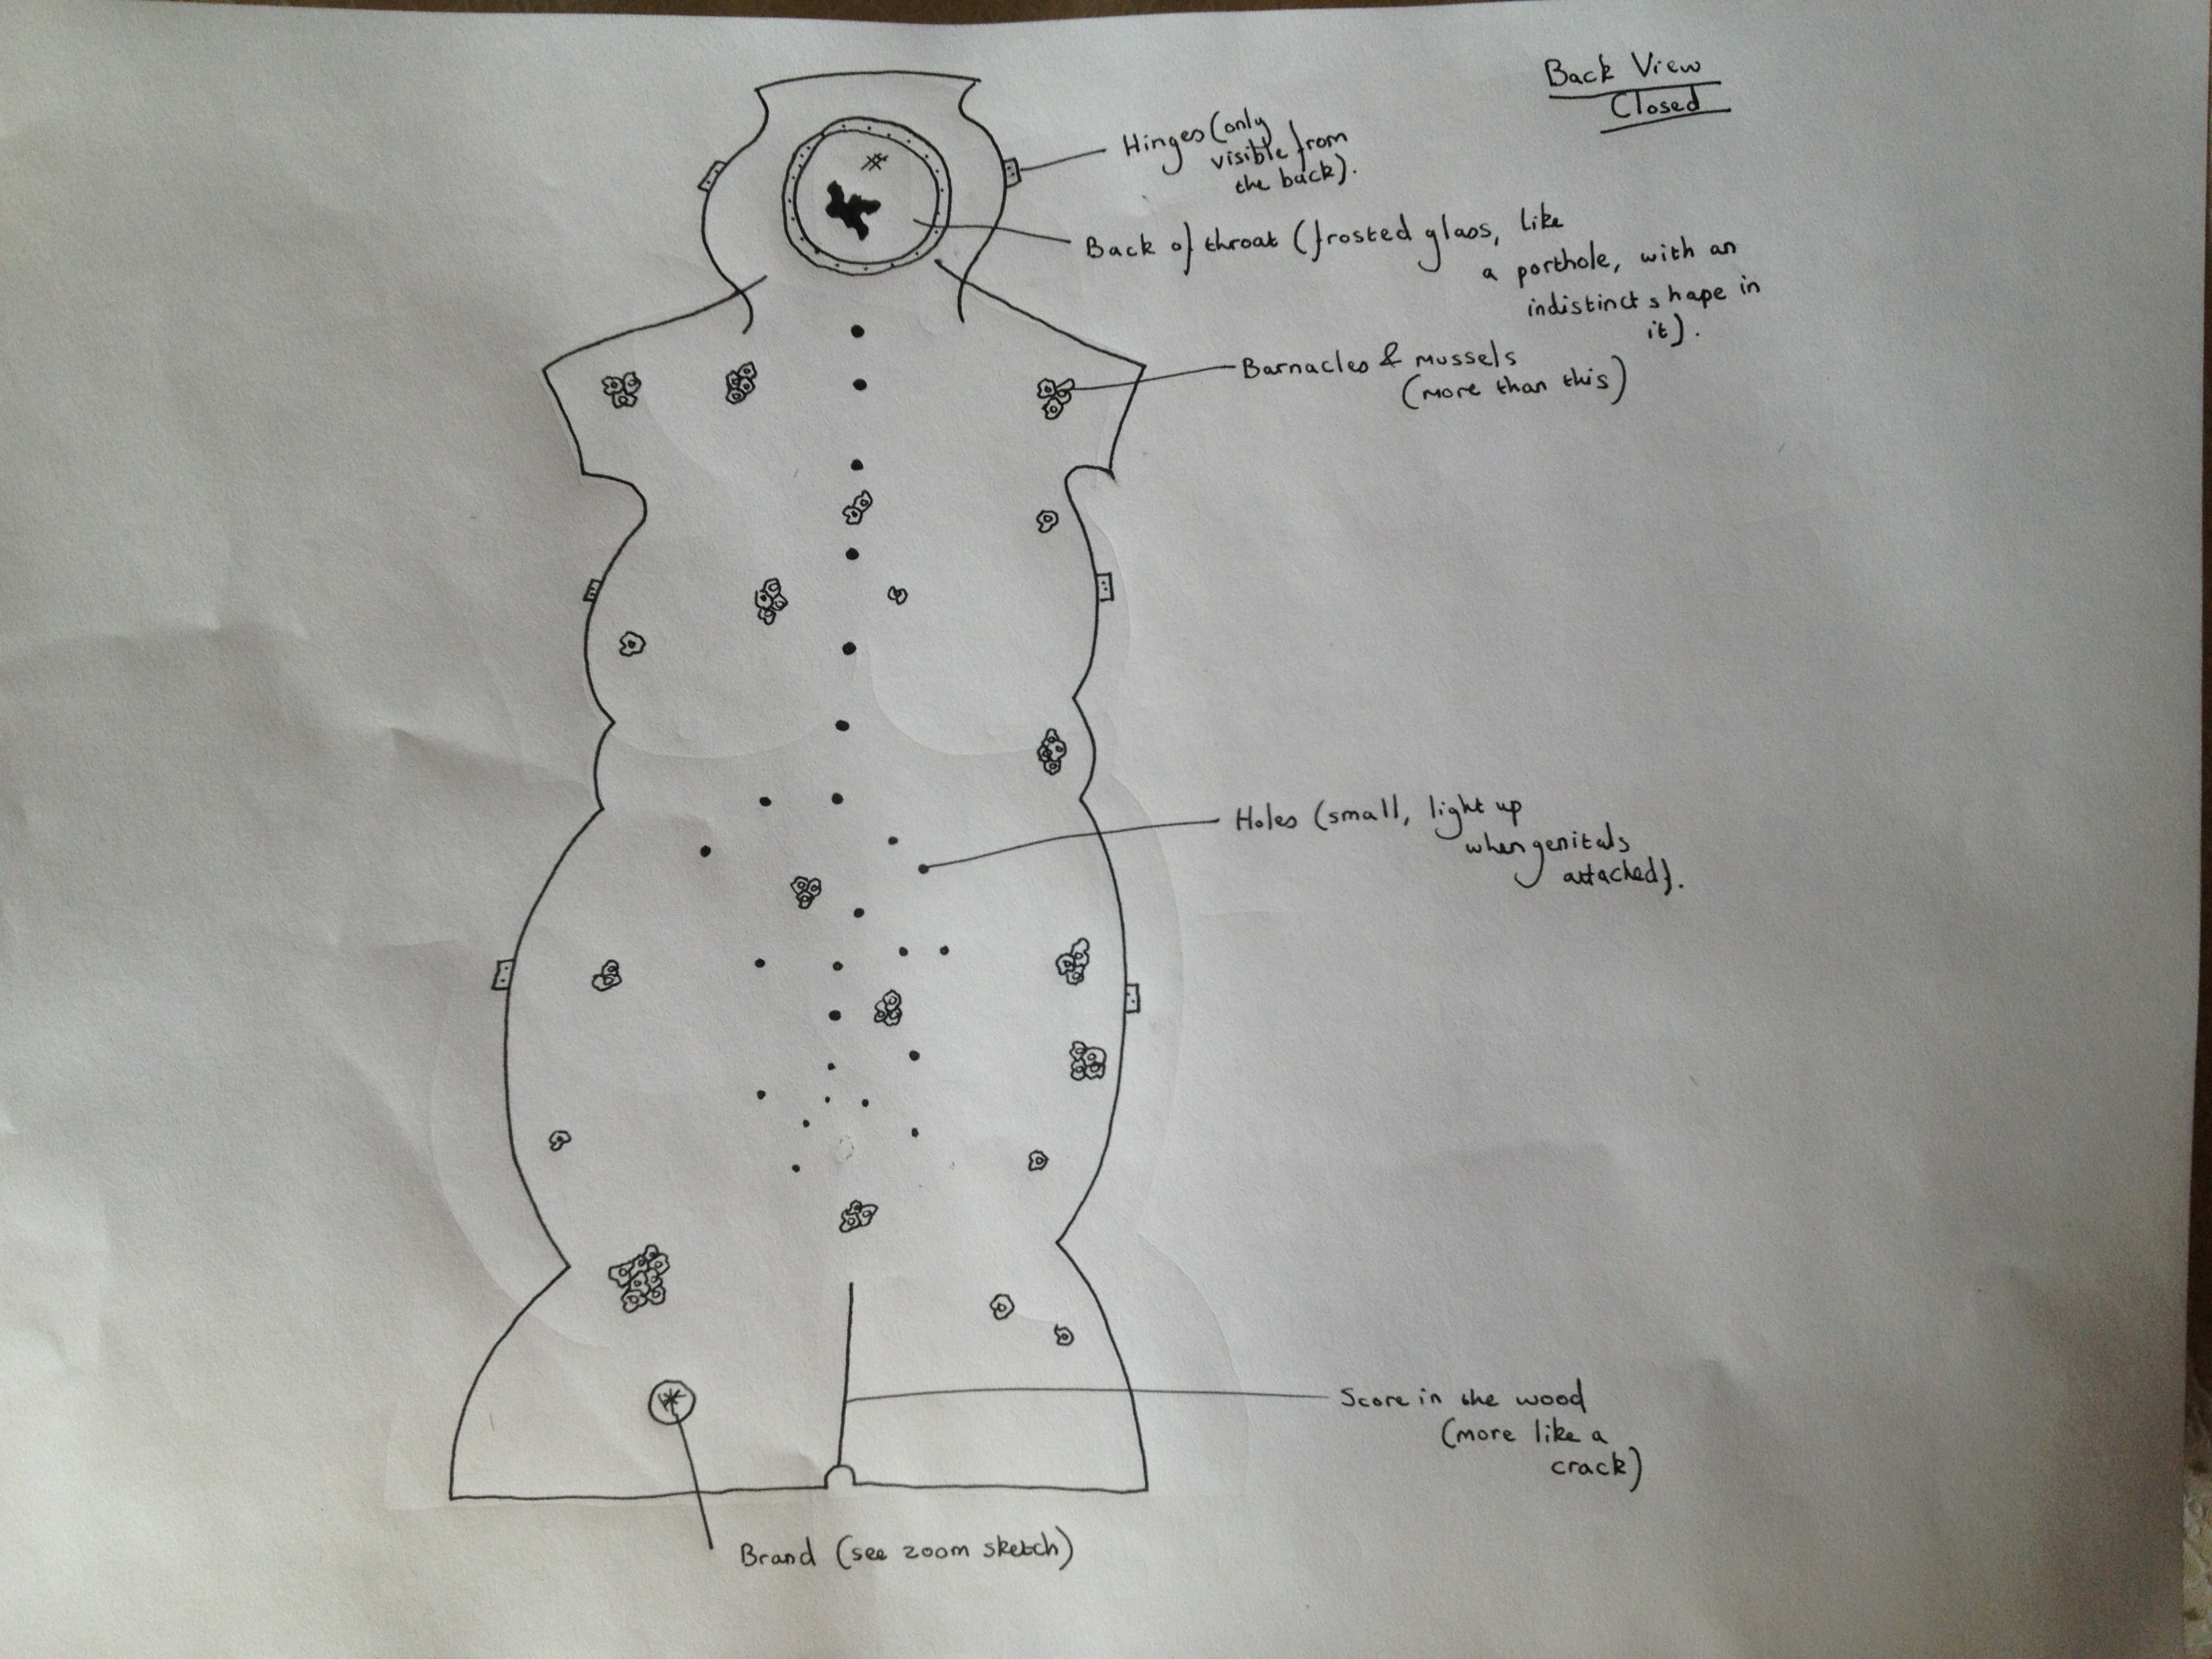 Back View
Closed
Hinges (only
visible from
the back).
Back of throat (frosted glass, like
a porthole, with an
indistinct shape in
it).
Barnacles & mussels
(more than this)
Holes (small, light up
when genitals
attached).
Score in the wood
(more like a
crack)
Brand (see zoom sketch)